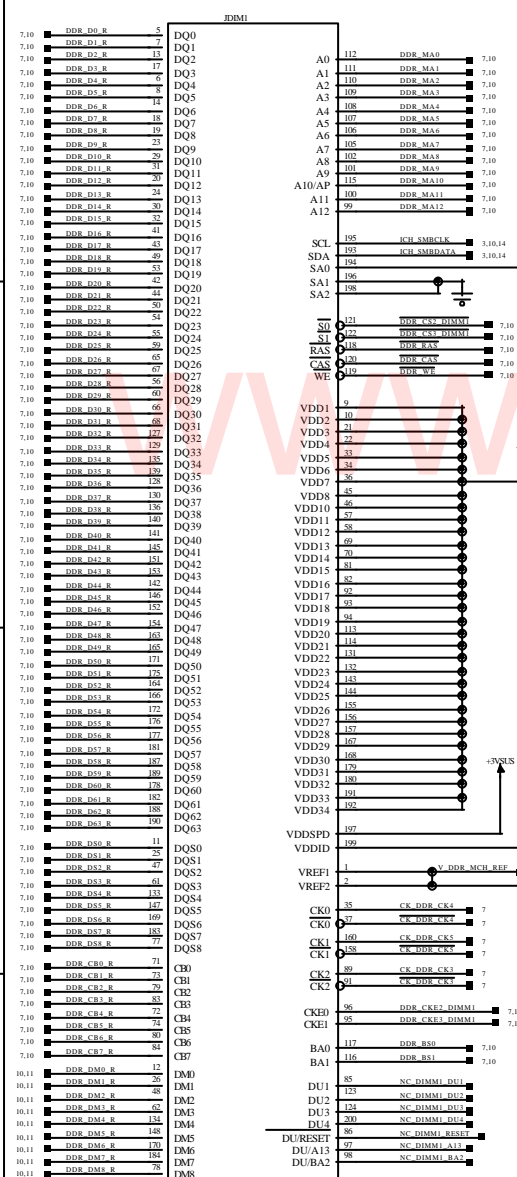 JDIM1
7,10 DDR_D0_R 5 DQ0
7,10 DDR_D1_R 7 DQ1
7,10 DDR_D2_R 13 DQ2
7,10 DDR_D3_R 17 DQ3
7,10 DDR_D4_R 6 DQ4
7,10 DDR_D5_R 8 DQ5
7,10 DDR_D6_R 14 DQ6
7,10 DDR_D7_R 18 DQ7
7,10 DDR_D8_R 19 DQ8
7,10 DDR_D9_R 23 DQ9
7,10 DDR_D10_R 29 DQ10
7,10 DDR_D11_R 31 DQ11
7,10 DDR_D12_R 20 DQ12
7,10 DDR_D13_R 24 DQ13
7,10 DDR_D14_R 30 DQ14
7,10 DDR_D15_R 32 DQ15
7,10 DDR_D16_R 41 DQ16
7,10 DDR_D17_R 43 DQ17
7,10 DDR_D18_R 49 DQ18
7,10 DDR_D19_R 53 DQ19
7,10 DDR_D20_R 42 DQ20
7,10 DDR_D21_R 44 DQ21
7,10 DDR_D22_R 50 DQ22
7,10 DDR_D23_R 54 DQ23
7,10 DDR_D24_R 55 DQ24
7,10 DDR_D25_R 59 DQ25
7,10 DDR_D26_R 65 DQ26
7,10 DDR_D27_R 67 DQ27
7,10 DDR_D28_R 56 DQ28
7,10 DDR_D29_R 60 DQ29
7,10 DDR_D30_R 66 DQ30
7,10 DDR_D31_R 68 DQ31
7,10 DDR_D32_R 127 DQ32
7,10 DDR_D33_R 129 DQ33
7,10 DDR_D34_R 135 DQ34
7,10 DDR_D35_R 139 DQ35
7,10 DDR_D36_R 128 DQ36
7,10 DDR_D37_R 130 DQ37
7,10 DDR_D38_R 136 DQ38
7,10 DDR_D39_R 140 DQ39
7,10 DDR_D40_R 141 DQ40
7,10 DDR_D41_R 145 DQ41
7,10 DDR_D42_R 151 DQ42
7,10 DDR_D43_R 153 DQ43
7,10 DDR_D44_R 142 DQ44
7,10 DDR_D45_R 146 DQ45
7,10 DDR_D46_R 152 DQ46
7,10 DDR_D47_R 154 DQ47
7,10 DDR_D48_R 163 DQ48
7,10 DDR_D49_R 165 DQ49
7,10 DDR_D50_R 171 DQ50
7,10 DDR_D51_R 175 DQ51
7,10 DDR_D52_R 164 DQ52
7,10 DDR_D53_R 166 DQ53
7,10 DDR_D54_R 172 DQ54
7,10 DDR_D55_R 176 DQ55
7,10 DDR_D56_R 177 DQ56
7,10 DDR_D57_R 181 DQ57
7,10 DDR_D58_R 187 DQ58
7,10 DDR_D59_R 189 DQ59
7,10 DDR_D60_R 178 DQ60
7,10 DDR_D61_R 182 DQ61
7,10 DDR_D62_R 188 DQ62
7,10 DDR_D63_R 190 DQ63
7,10 DDR_DS0_R 11 DQS0
7,10 DDR_DS1_R 25 DQS1
7,10 DDR_DS2_R 47 DQS2
7,10 DDR_DS3_R 61 DQS3
7,10 DDR_DS4_R 133 DQS4
7,10 DDR_DS5_R 147 DQS5
7,10 DDR_DS6_R 169 DQS6
7,10 DDR_DS7_R 183 DQS7
7,10 DDR_DS8_R 77 DQS8
7,10 DDR_CB0_R 71 CB0
7,10 DDR_CB1_R 73 CB1
7,10 DDR_CB2_R 79 CB2
7,10 DDR_CB3_R 83 CB3
7,10 DDR_CB4_R 72 CB4
7,10 DDR_CB5_R 74 CB5
7,10 DDR_CB6_R 80 CB6
7,10 DDR_CB7_R 84 CB7
10,11 DDR_DM0_R 12 DM0
10,11 DDR_DM1_R 26 DM1
10,11 DDR_DM2_R 48 DM2
10,11 DDR_DM3_R 62 DM3
10,11 DDR_DM4_R 134 DM4
10,11 DDR_DM5_R 148 DM5
10,11 DDR_DM6_R 170 DM6
10,11 DDR_DM7_R 184 DM7
10,11 DDR_DM8_R 78 DM8
A0 112 DDR_MA0 7,10
A1 111 DDR_MA1 7,10
A2 110 DDR_MA2 7,10
A3 109 DDR_MA3 7,10
A4 108 DDR_MA4 7,10
A5 107 DDR_MA5 7,10
A6 106 DDR_MA6 7,10
A7 105 DDR_MA7 7,10
A8 102 DDR_MA8 7,10
A9 101 DDR_MA9 7,10
A10/AP 115 DDR_MA10 7,10
A11 100 DDR_MA11 7,10
A12 99 DDR_MA12 7,10
SCL 195 ICH_SMBCLK 3,10,14
SDA 193 ICH_SMBDATA 3,10,14
SA0 194
SA1 196
SA2 198
S0 121 DDR_CS2_DIMM1 7,10
S1 122 DDR_CS3_DIMM1 7,10
RAS 118 DDR_RAS 7,10
CAS 120 DDR_CAS 7,10
WE 119 DDR_WE 7,10
VDD1 9
VDD2 10
VDD3 21
VDD4 22
VDD5 33
VDD6 34
VDD7 36
VDD8 45
VDD10 46
VDD11 57
VDD12 58
VDD13 69
VDD14 70
VDD15 81
VDD16 82
VDD17 92
VDD18 93
VDD19 94
VDD20 113
VDD21 114
VDD22 131
VDD23 132
VDD24 143
VDD25 144
VDD26 155
VDD27 156
VDD28 157
VDD29 167
VDD30 168
VDD31 179
VDD32 180
VDD33 191
VDD34 192
+3VSUS
VDDSPD 197
VDDID 199
VREF1 1 V_DDR_MCH_REF
VREF2 2
CK0 35 CK_DDR_CK4 7
CK0 37 CK_DDR_CK4 7
CK1 160 CK_DDR_CK5 7
CK1 158 CK_DDR_CK5 7
CK2 89 CK_DDR_CK3 7
CK2 91 CK_DDR_CK3 7
CKE0 96 DDR_CKE2_DIMM1 7,1
CKE1 95 DDR_CKE3_DIMM1 7,1
BA0 117 DDR_BS0 7,10
BA1 116 DDR_BS1 7,10
DU1 85 NC_DIMM1_DU1
DU2 123 NC_DIMM1_DU2
DU3 124 NC_DIMM1_DU3
DU4 200 NC_DIMM1_DU4
DU/RESET 86 NC_DIMM1_RESET
DU/A13 97 NC_DIMM1_A13
DU/BA2 98 NC_DIMM1_BA2
WWW